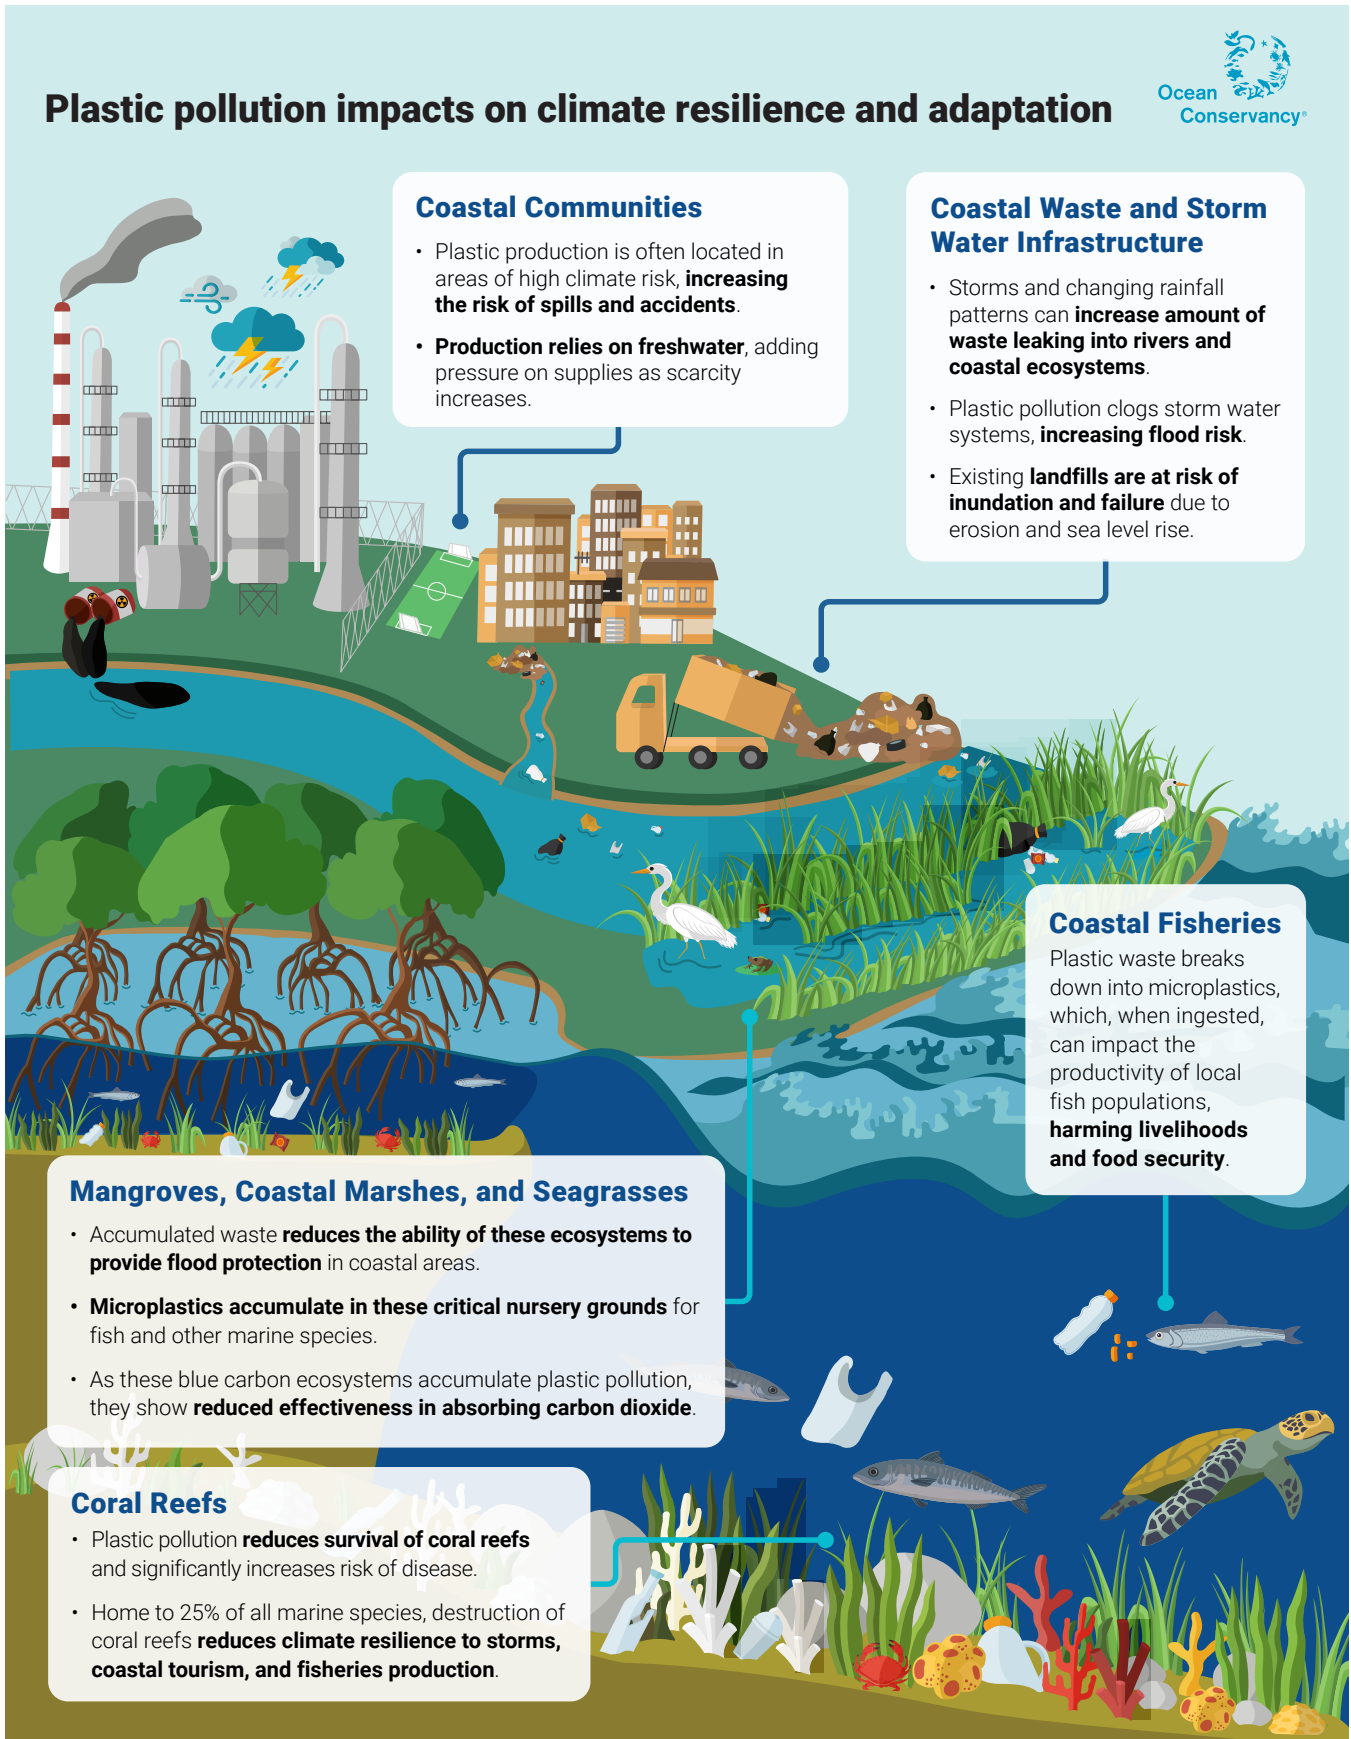 Plastic pollution impacts on climate resilience and adaptation
Ocean
Conservancy®
Coastal Communities
• Plastic production is often located in
areas of high climate risk, increasing
the risk of spills and accidents.
• Production relies on freshwater, adding
pressure on supplies as scarcity
increases.
Coastal Waste and Storm
Water Infrastructure
• Storms and changing rainfall
patterns can increase amount of
waste leaking into rivers and
coastal ecosystems.
• Plastic pollution clogs storm water
systems, increasing flood risk.
• Existing landfills are at risk of
inundation and failure due to
erosion and sea level rise.
Coastal Fisheries
Plastic waste breaks
down into microplastics,
which, when ingested,
can impact the
productivity of local
fish populations,
harming livelihoods
and food security.
Mangroves, Coastal Marshes, and Seagrasses
• Accumulated waste reduces the ability of these ecosystems to
provide flood protection in coastal areas.
• Microplastics accumulate in these critical nursery grounds for
fish and other marine species.
• As these blue carbon ecosystems accumulate plastic pollution,
they show reduced effectiveness in absorbing carbon dioxide.
Coral Reefs
• Plastic pollution reduces survival of coral reefs
and significantly increases risk of disease.
• Home to 25% of all marine species, destruction of
coral reefs reduces climate resilience to storms,
coastal tourism, and fisheries production.